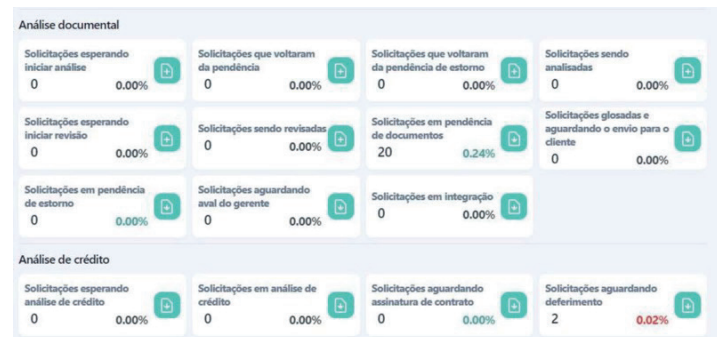 Análise documental
Solicitações esperando
iniciar análise
0 0.00%
Solicitações que voltaram
da pendência
0 0.00%
Solicitações que voltaram
da pendência de estorno
0 0.00%
Solicitações sendo
analisadas
0 0.00%
Solicitações esperando
iniciar revisão
0 0.00%
Solicitações sendo revisadas
0 0.00%
Solicitações em pendência
de documentos
20 0.24%
Solicitações glosadas e
aguardando o envio para o
cliente
0 0.00%
Solicitações em pendência
de estorno
0 0.00%
Solicitações aguardando
aval do gerente
0 0.00%
Solicitações em integração
0 0.00%
Análise de crédito
Solicitações esperando
análise de crédito
0 0.00%
Solicitações em análise de
crédito
0 0.00%
Solicitações aguardando
assinatura de contrato
0 0.00%
Solicitações aguardando
deferimento
2 0.02%